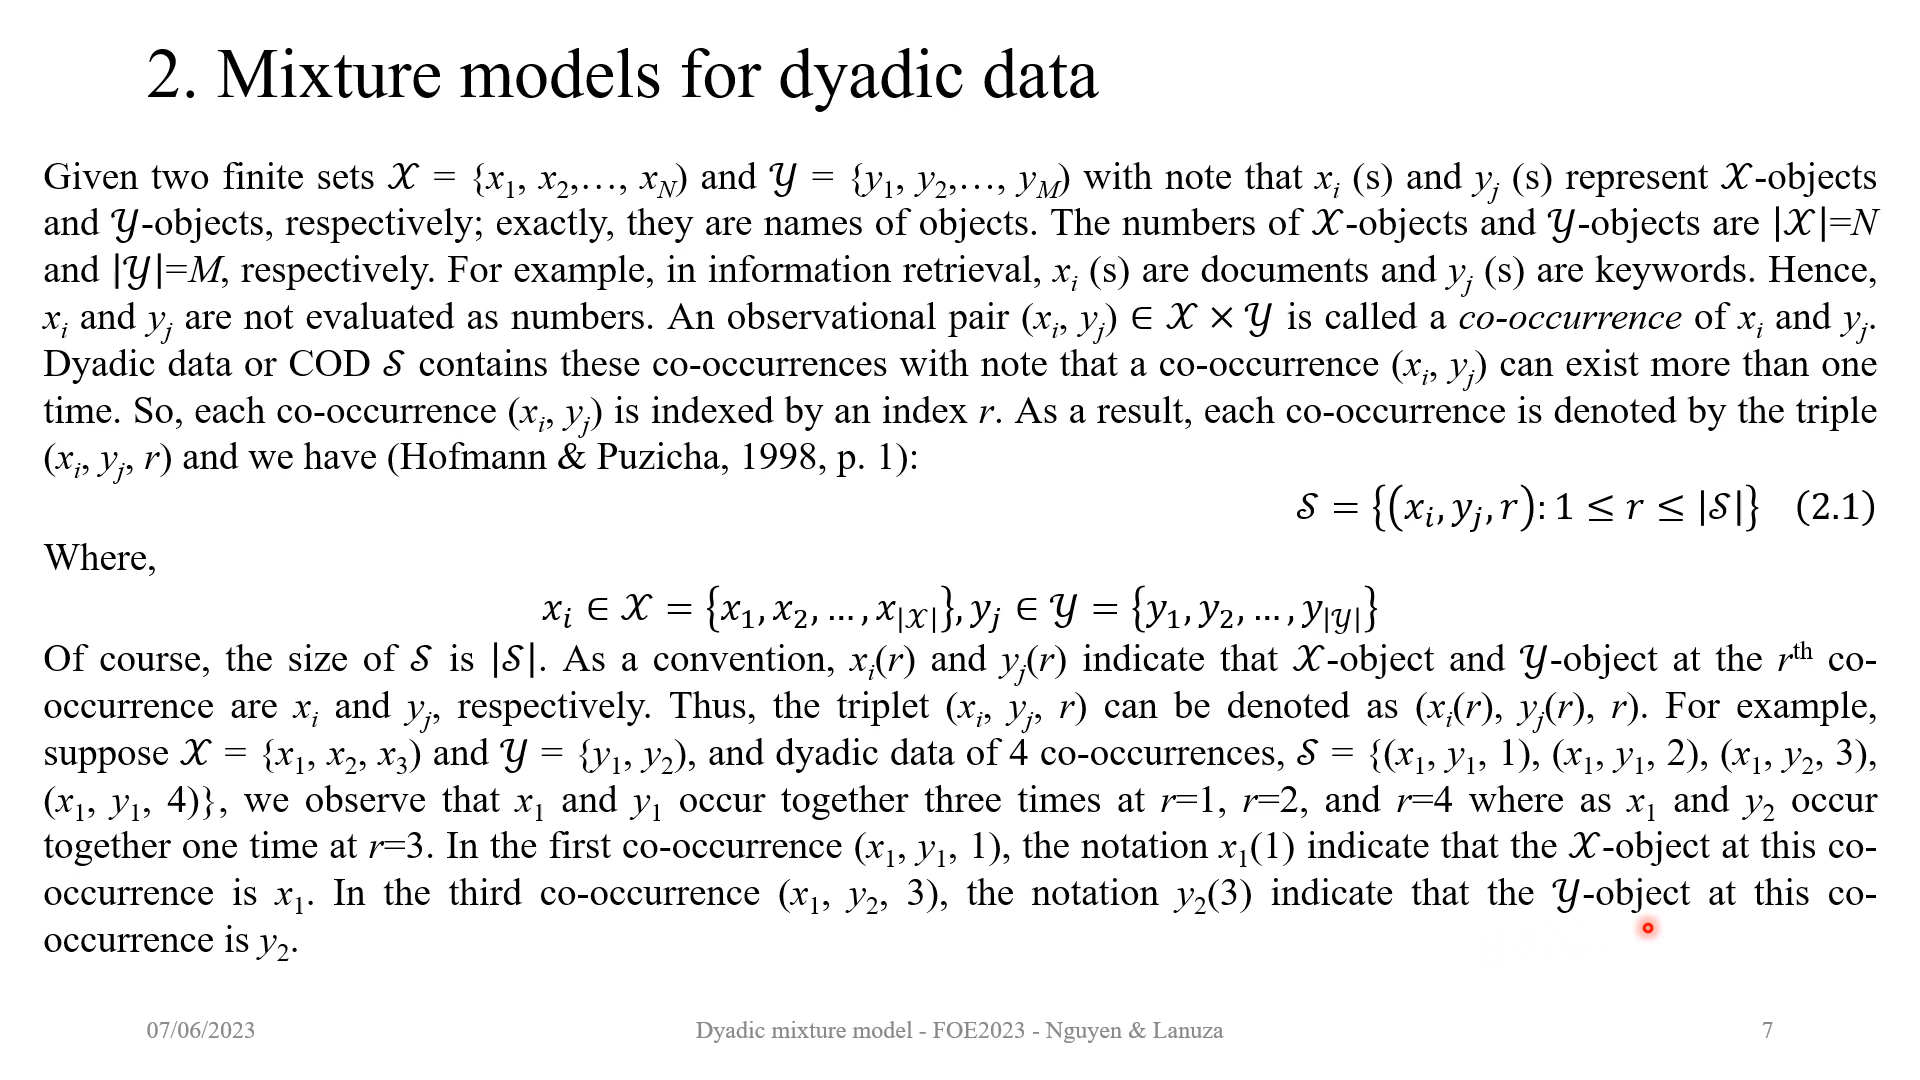 2. Mixture models for dyadic data
Given two finite sets 𝒳 = {x₁, x₂,…, x_N) and 𝒴 = {y₁, y₂,…, y_M) with note that xᵢ (s) and yⱼ (s) represent 𝒳-objects
and 𝒴-objects, respectively; exactly, they are names of objects. The numbers of 𝒳-objects and 𝒴-objects are |𝒳|=N
and |𝒴|=M, respectively. For example, in information retrieval, xᵢ (s) are documents and yⱼ (s) are keywords. Hence,
xᵢ and yⱼ are not evaluated as numbers. An observational pair (xᵢ, yⱼ) ∈ 𝒳 × 𝒴 is called a co-occurrence of xᵢ and yⱼ.
Dyadic data or COD 𝒮 contains these co-occurrences with note that a co-occurrence (xᵢ, yⱼ) can exist more than one
time. So, each co-occurrence (xᵢ, yⱼ) is indexed by an index r. As a result, each co-occurrence is denoted by the triple
(xᵢ, yⱼ, r) and we have (Hofmann & Puzicha, 1998, p. 1):
𝒮 = {(xᵢ, yⱼ, r): 1 ≤ r ≤ |𝒮|} (2.1)
Where,
xᵢ ∈ 𝒳 = {x₁, x₂, … , x_|𝒳|}, yⱼ ∈ 𝒴 = {y₁, y₂, … , y_|𝒴|}
Of course, the size of 𝒮 is |𝒮|. As a convention, xᵢ(r) and yⱼ(r) indicate that 𝒳-object and 𝒴-object at the rᵗʰ co-
occurrence are xᵢ and yⱼ, respectively. Thus, the triplet (xᵢ, yⱼ, r) can be denoted as (xᵢ(r), yⱼ(r), r). For example,
suppose 𝒳 = {x₁, x₂, x₃) and 𝒴 = {y₁, y₂), and dyadic data of 4 co-occurrences, 𝒮 = {(x₁, y₁, 1), (x₁, y₁, 2), (x₁, y₂, 3),
(x₁, y₁, 4)}, we observe that x₁ and y₁ occur together three times at r=1, r=2, and r=4 where as x₁ and y₂ occur
together one time at r=3. In the first co-occurrence (x₁, y₁, 1), the notation x₁(1) indicate that the 𝒳-object at this co-
occurrence is x₁. In the third co-occurrence (x₁, y₂, 3), the notation y₂(3) indicate that the 𝒴-object at this co-
occurrence is y₂.
07/06/2023
Dyadic mixture model - FOE2023 - Nguyen & Lanuza
7